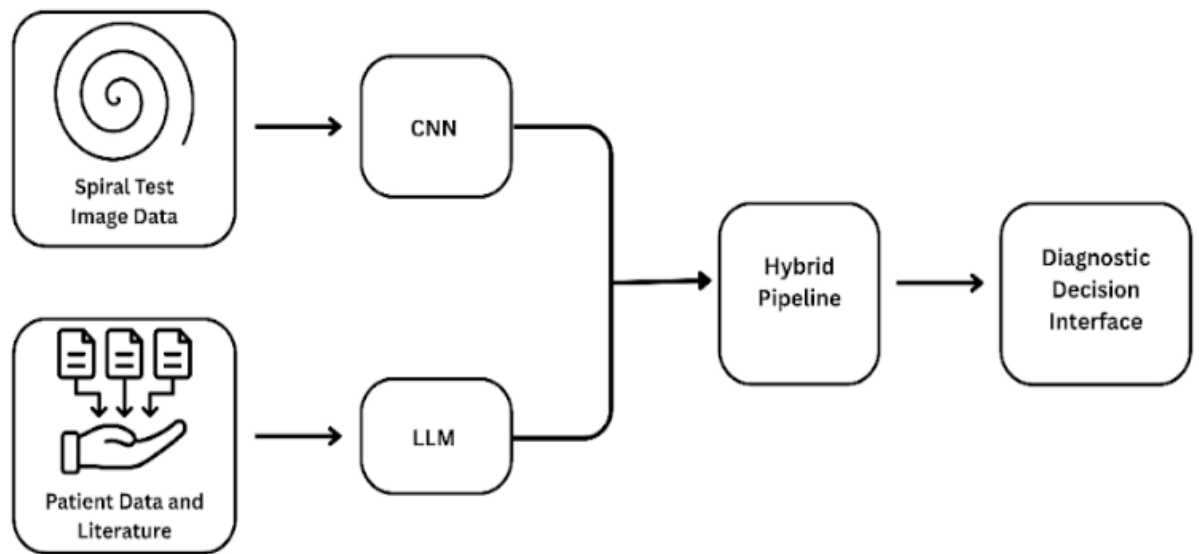 Spiral Test
Image Data
CNN
Hybrid
Pipeline
Diagnostic
Decision
Interface
LLM
Patient Data and
Literature